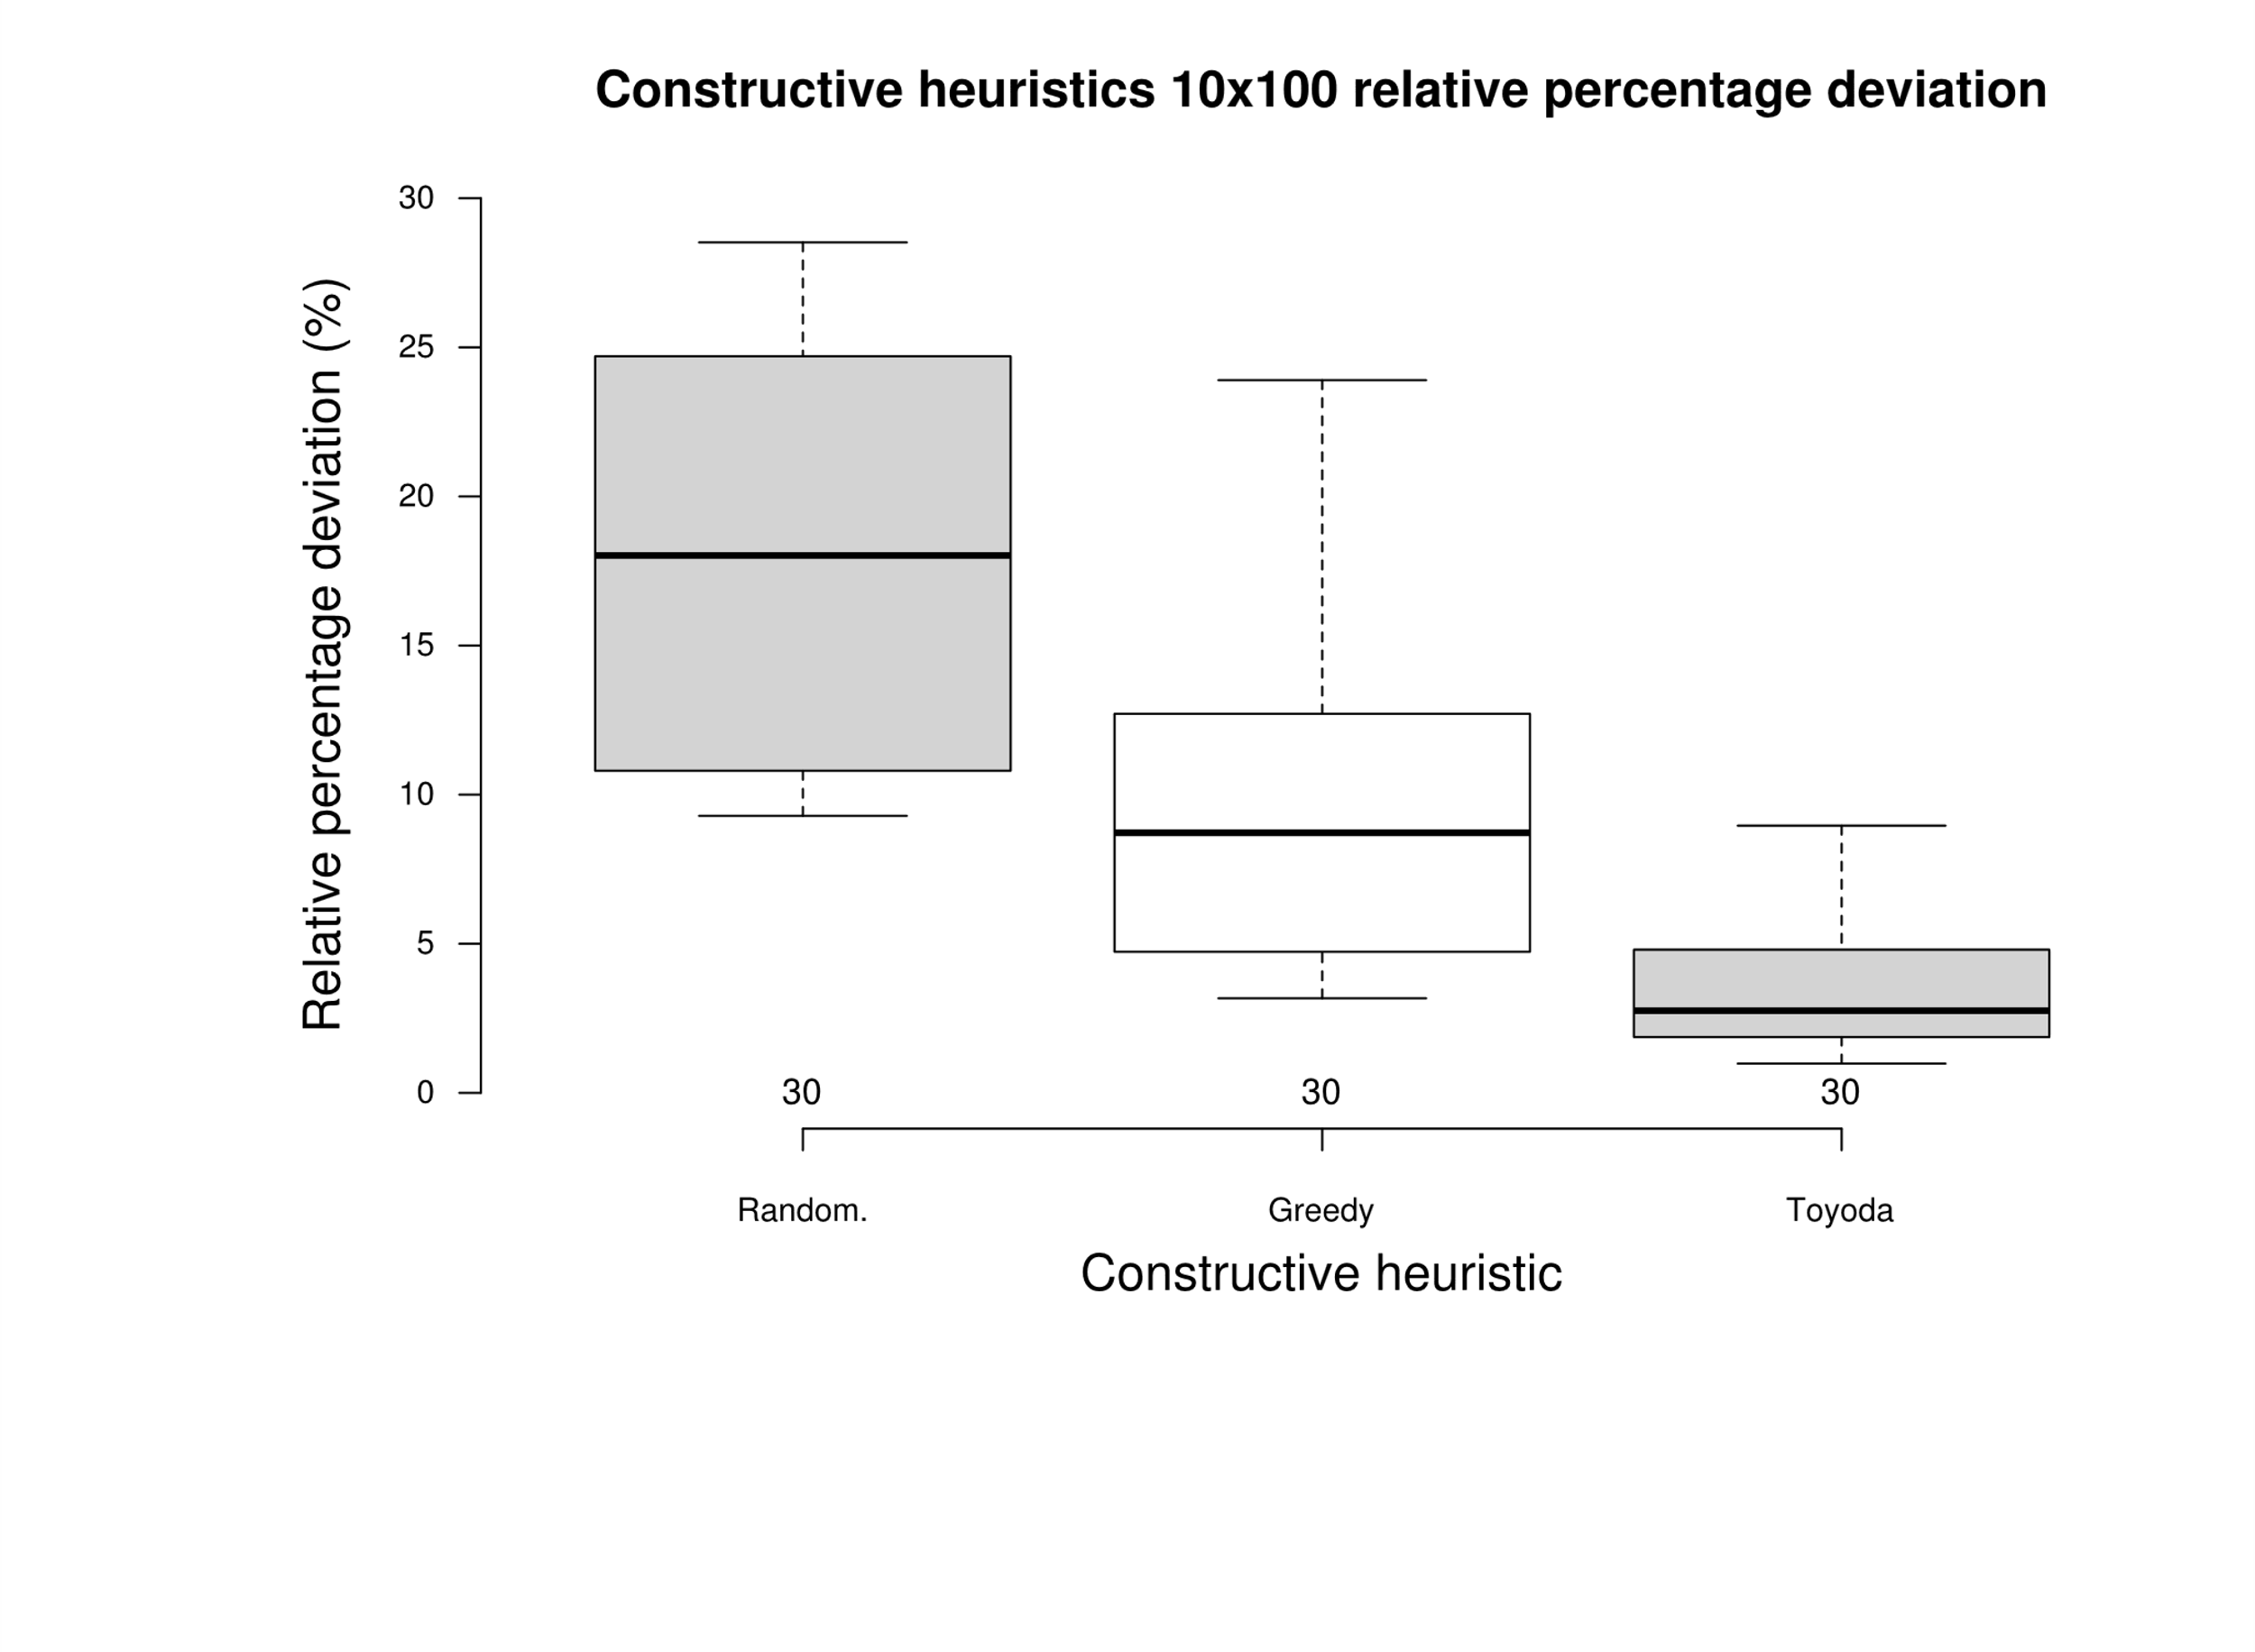 Constructive heuristics 10x100 relative percentage deviation
Relative percentage deviation (%)
30
25
20
15
10
5
0
30 30 30
Random. Greedy Toyoda
Constructive heuristic